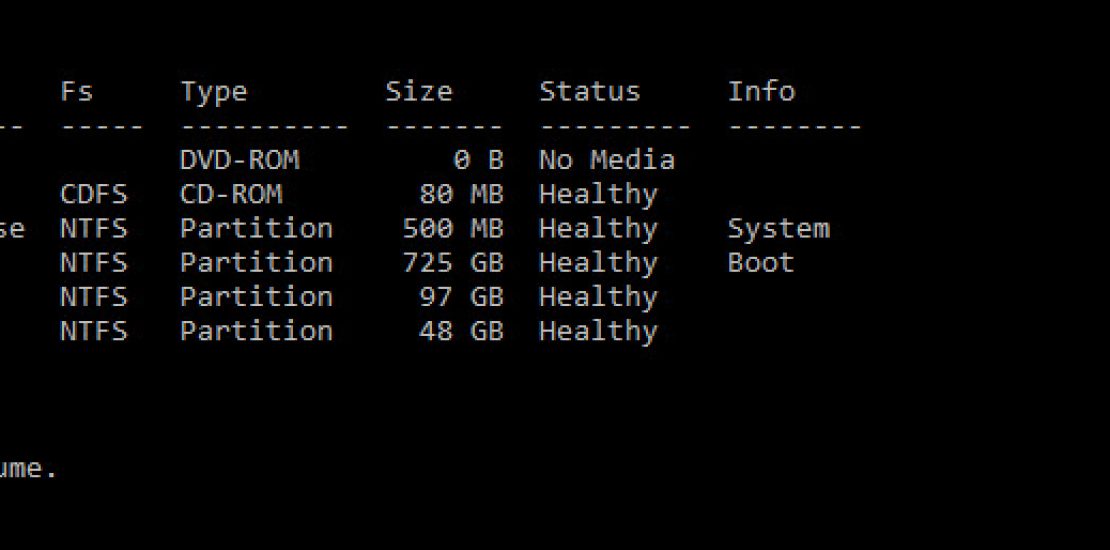 Fs Type Size Status Info
-- ----- ---------- ------- --------- --------
DVD-ROM 0 B No Media
CDFS CD-ROM 80 MB Healthy
se NTFS Partition 500 MB Healthy System
NTFS Partition 725 GB Healthy Boot
NTFS Partition 97 GB Healthy
NTFS Partition 48 GB Healthy
ume.